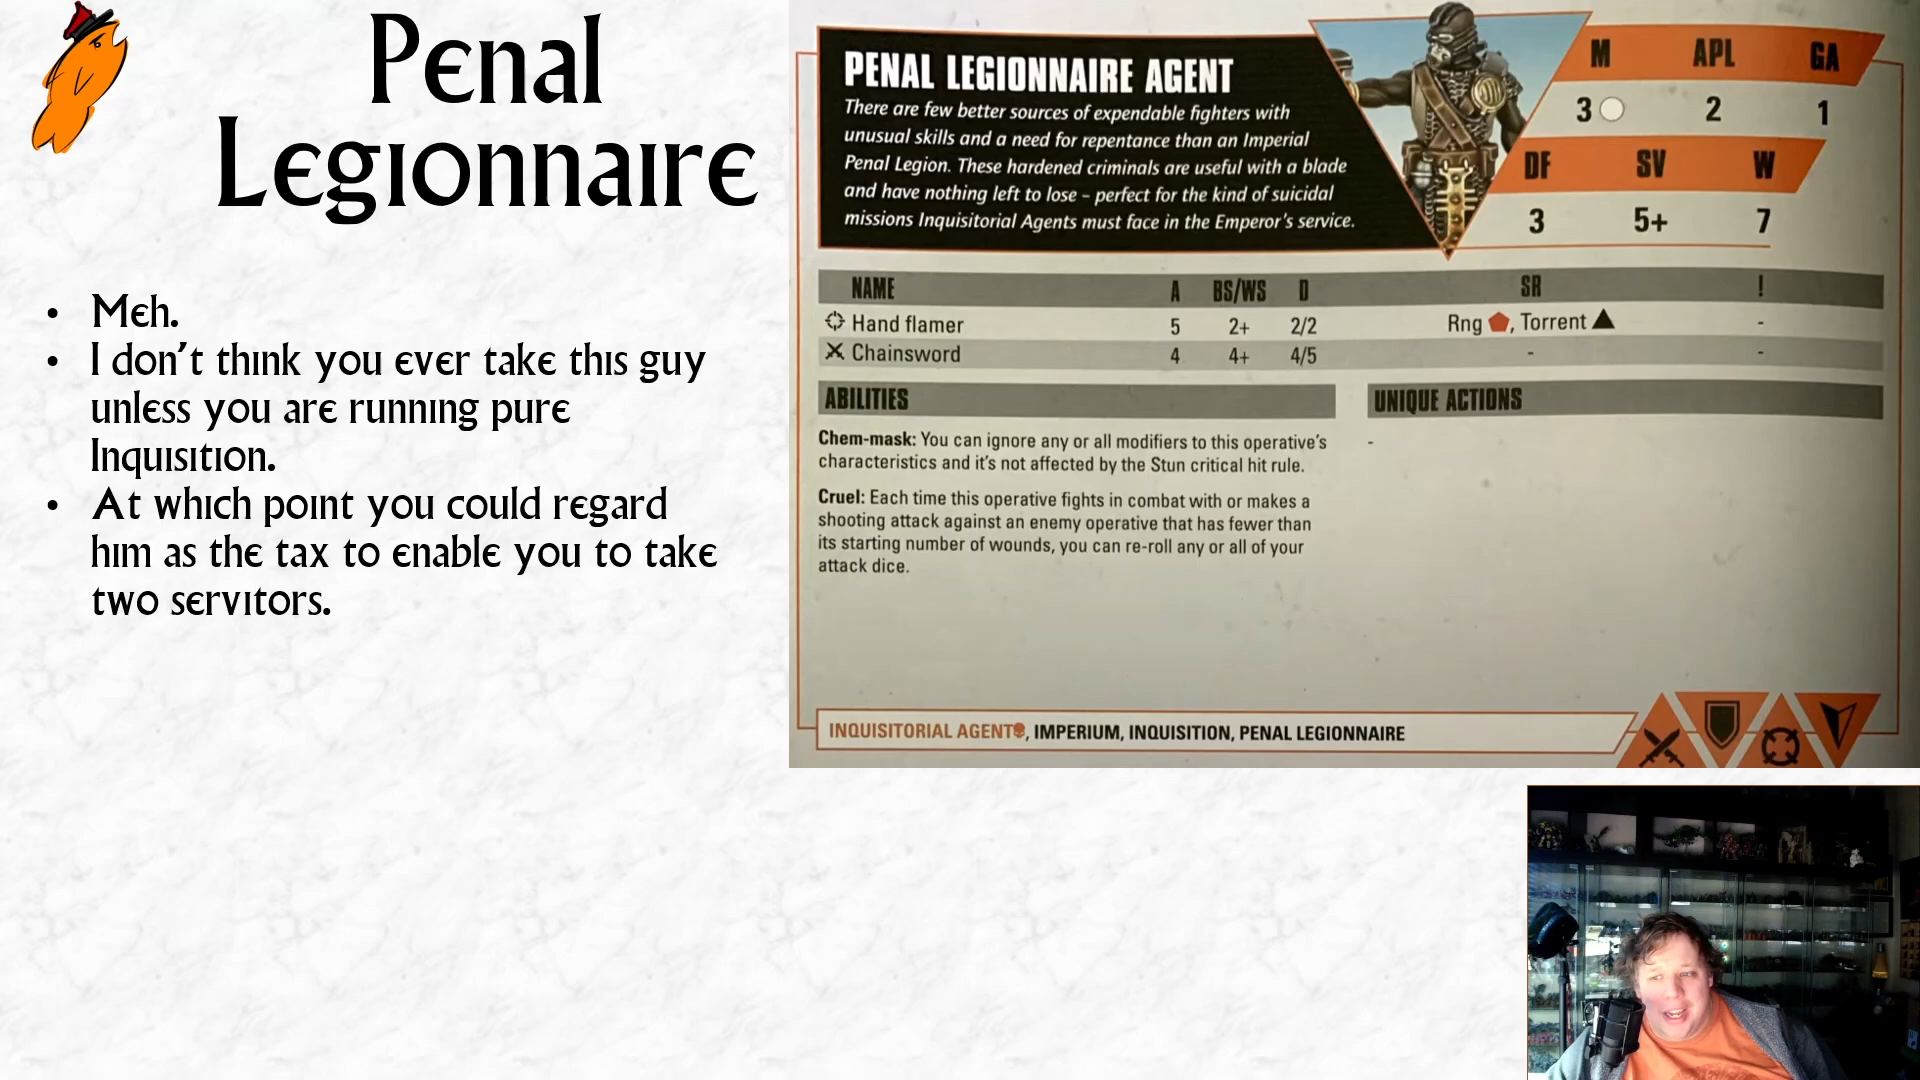 Penal
Legionnaire
• Meh.
• I don't think you ever take this guy
unless you are running pure
Inquisition.
• At which point you could regard
him as the tax to enable you to take
two servitors.
PENAL LEGIONNAIRE AGENT
There are few better sources of expendable fighters with
unusual skills and a need for repentance than an Imperial
Penal Legion. These hardened criminals are useful with a blade
and have nothing left to lose – perfect for the kind of suicidal
missions Inquisitorial Agents must face in the Emperor's service.
M APL GA
3 2 1
DF SV W
3 5+ 7
NAME A BS/WS D SR !
Hand flamer 5 2+ 2/2 Rng , Torrent -
Chainsword 4 4+ 4/5 - -
ABILITIES
Chem-mask: You can ignore any or all modifiers to this operative's
characteristics and it's not affected by the Stun critical hit rule.
Cruel: Each time this operative fights in combat with or makes a
shooting attack against an enemy operative that has fewer than
its starting number of wounds, you can re-roll any or all of your
attack dice.
UNIQUE ACTIONS
-
INQUISITORIAL AGENT, IMPERIUM, INQUISITION, PENAL LEGIONNAIRE